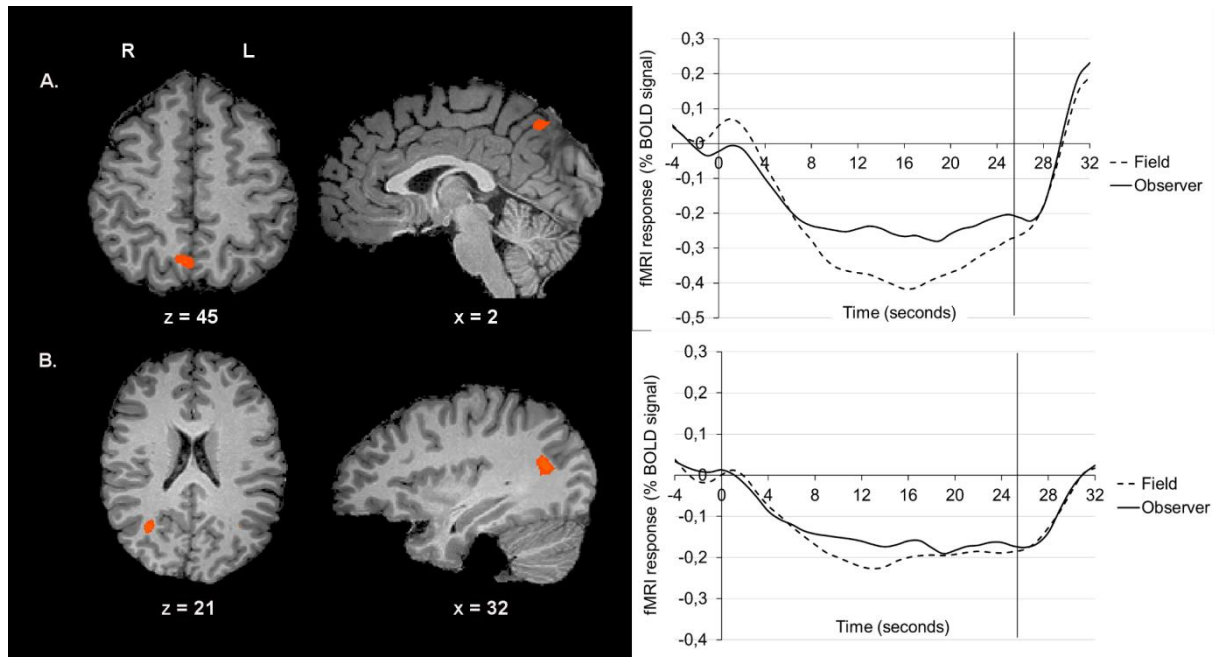 R L
A.
z = 45
x = 2
fMRI response (% BOLD signal)
0,3
0,2
0,1
0
-0,1
-0,2
-0,3
-0,4
-0,5
-4 0 4 8 12 16 20 24 28 32
Time (seconds)
Field
Observer
B.
z = 21
x = 32
fMRI response (% BOLD signal)
0,3
0,2
0,1
0
-0,1
-0,2
-0,3
-0,4
-4 0 4 8 12 16 20 24 28 32
Time (seconds)
Field
Observer